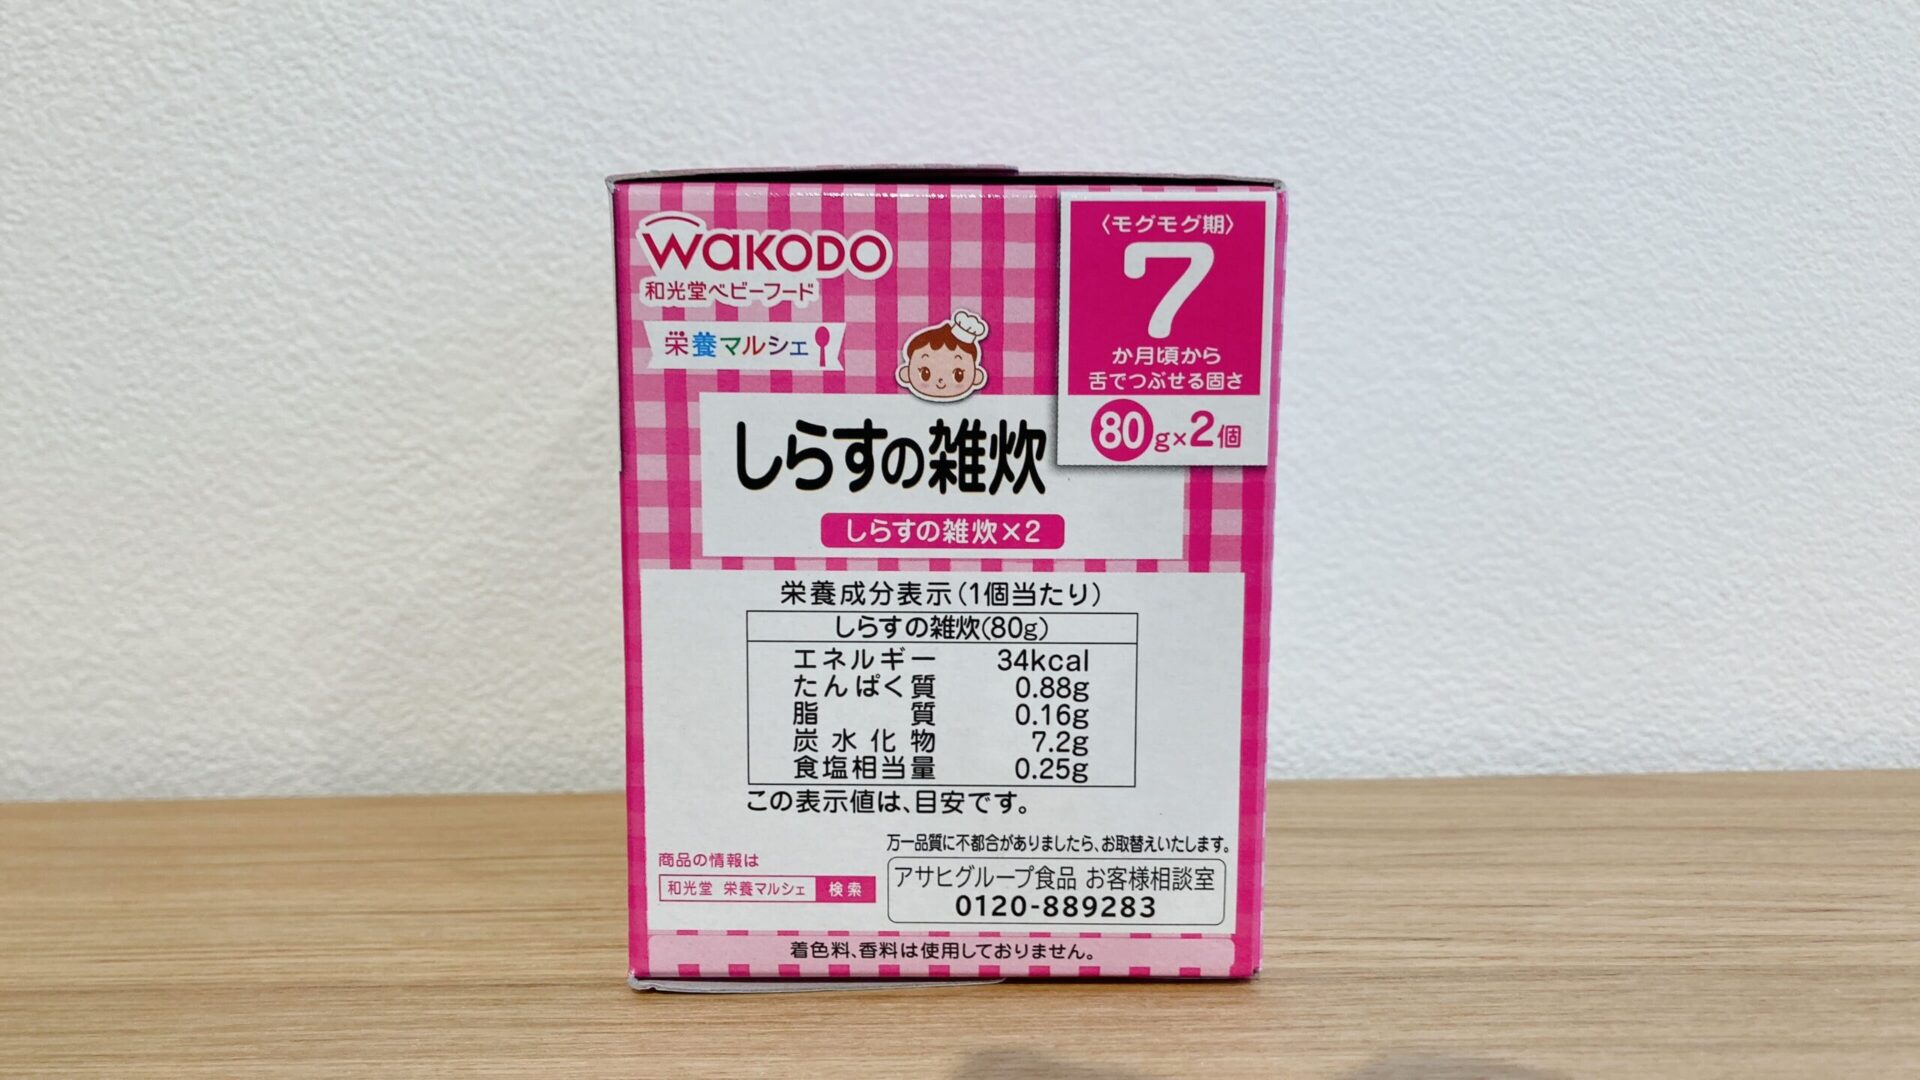 WAKODO
和光堂ベビーフード
栄養マルシェ
〈モグモグ期〉
7
か月頃から
舌でつぶせる固さ
80g×2個
しらすの雑炊
しらすの雑炊×2
栄養成分表示(1個当たり)
しらすの雑炊(80g)
エネルギー 34kcal
たんぱく質 0.88g
脂質 0.16g
炭水化物 7.2g
食塩相当量 0.25g
この表示値は、目安です。
万一品質に不都合がありましたら、お取替えいたします。
商品の情報は
和光堂 栄養マルシェ 検索
アサヒグループ食品 お客様相談室
0120-889283
着色料、香料は使用しておりません。